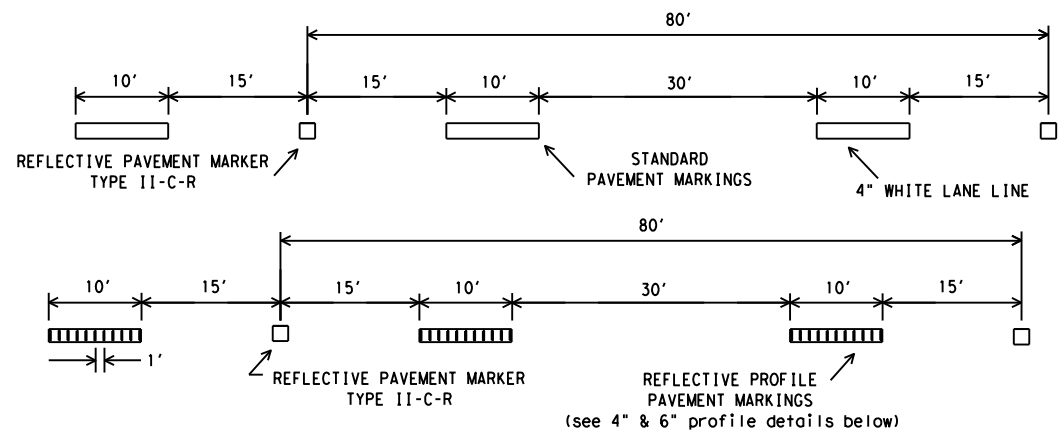 80'
10' 15' 15' 10' 30' 10' 15'
REFLECTIVE PAVEMENT MARKER
TYPE II-C-R
STANDARD
PAVEMENT MARKINGS
4" WHITE LANE LINE
80'
10' 15' 15' 10' 30' 10' 15'
1'
REFLECTIVE PAVEMENT MARKER
TYPE II-C-R
REFLECTIVE PROFILE
PAVEMENT MARKINGS
(see 4" & 6" profile details below)